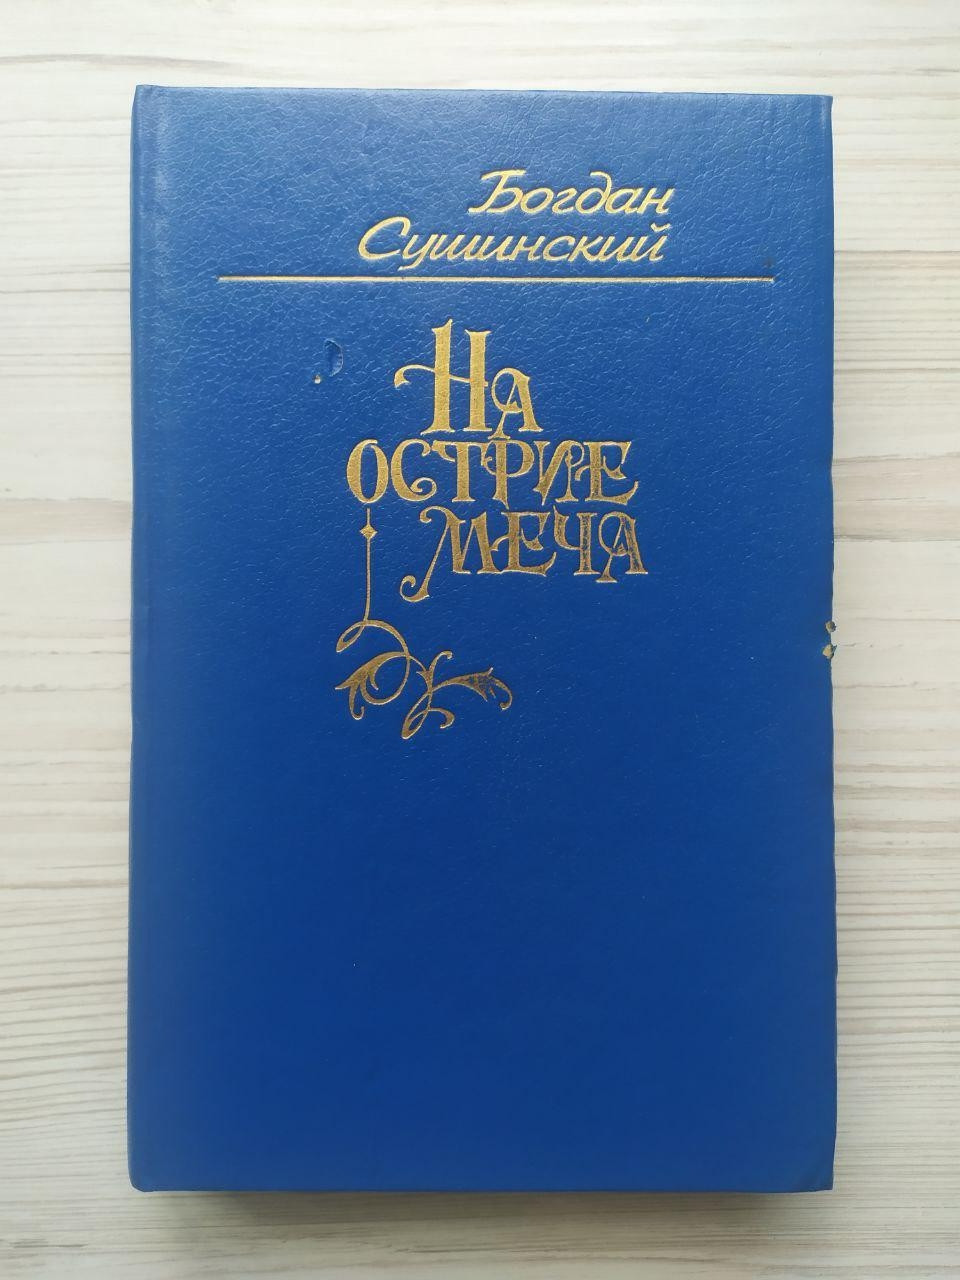 Богдан
Сушинский
На
острие
меча